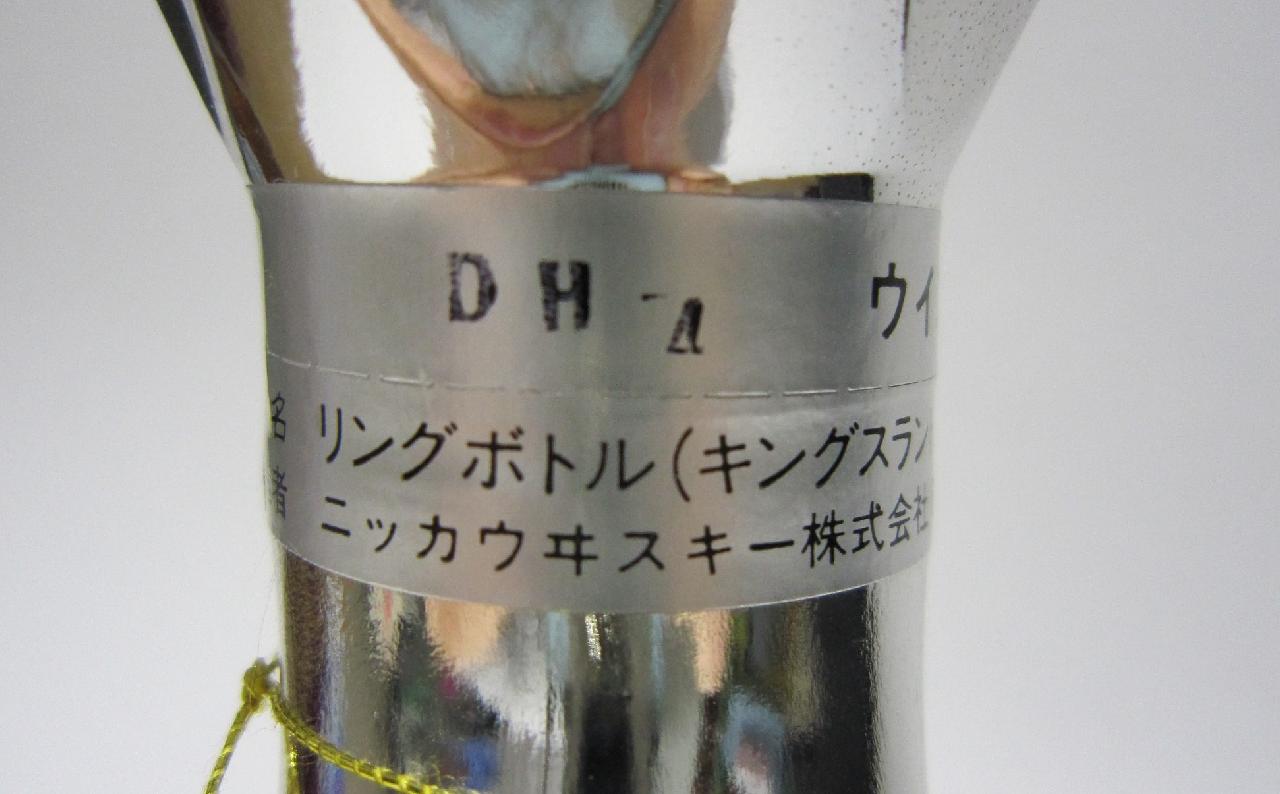 DH-4 ウイ
名 リングボトル(キングスラン
者 ニッカウヰスキー株式会社